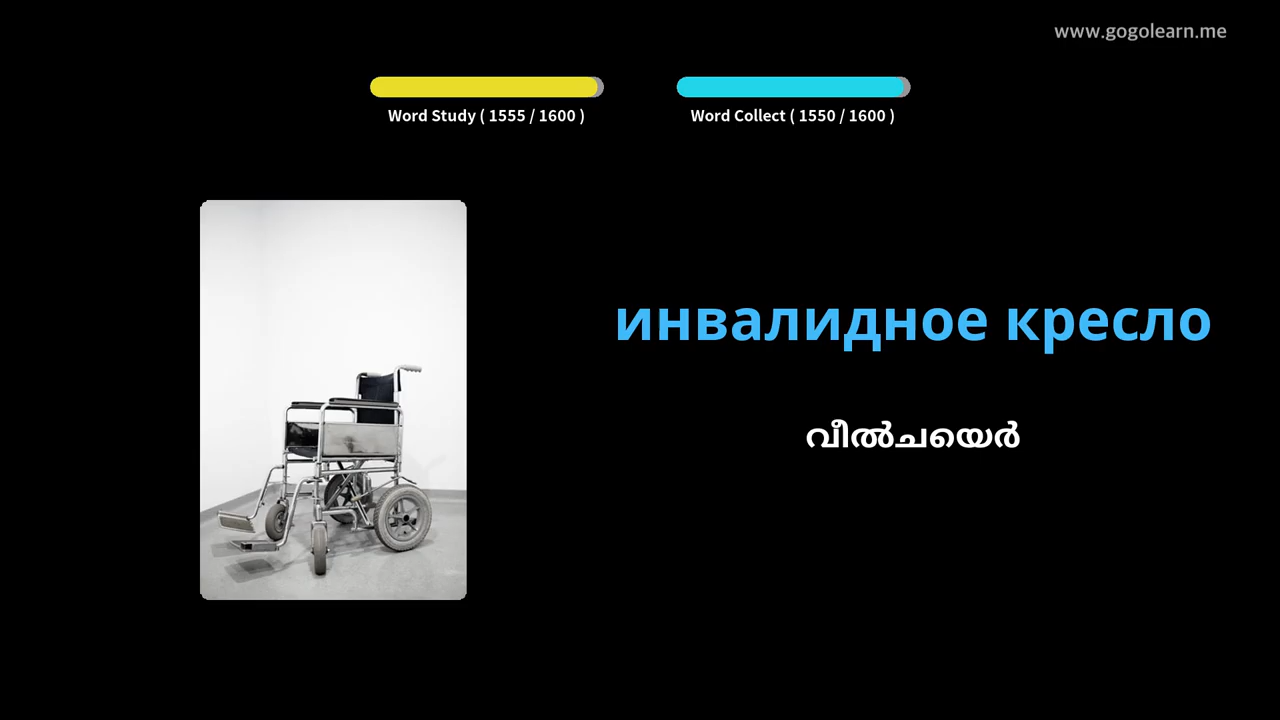 www.gogolearn.me
Word Study ( 1555 / 1600 )
Word Collect ( 1550 / 1600 )
инвалидное кресло
വീൽചയെർ